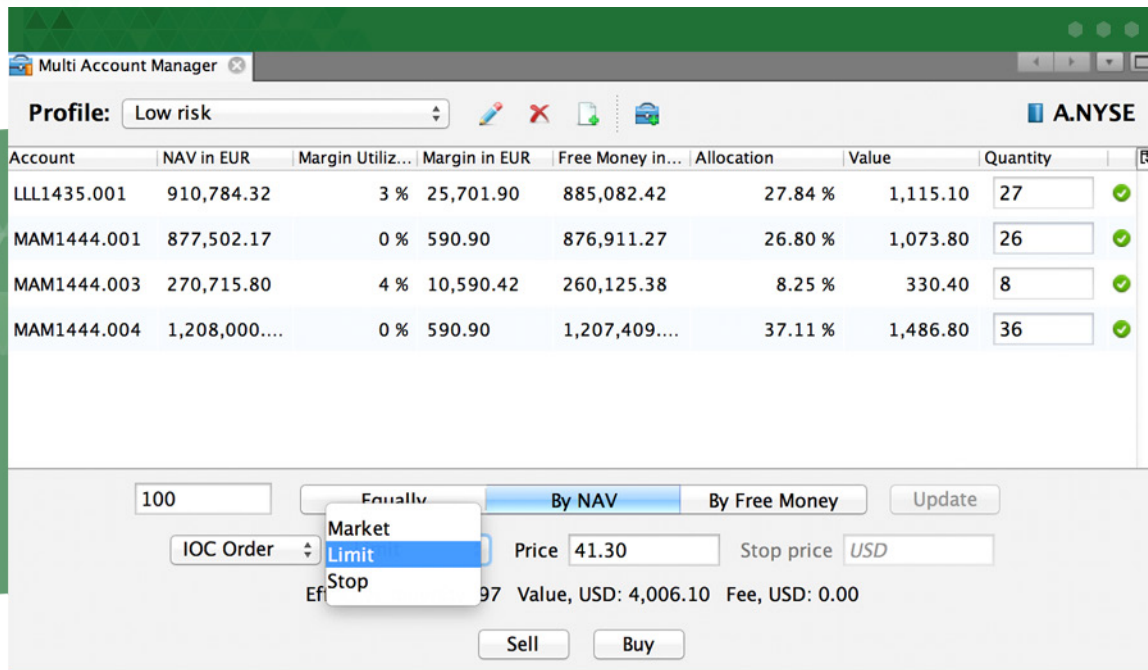 Multi Account Manager
Profile: Low risk A.NYSE
Account NAV in EUR Margin Utiliz... Margin in EUR Free Money in... Allocation Value Quantity
LLL1435.001 910,784.32 3 % 25,701.90 885,082.42 27.84 % 1,115.10 27
MAM1444.001 877,502.17 0 % 590.90 876,911.27 26.80 % 1,073.80 26
MAM1444.003 270,715.80 4 % 10,590.42 260,125.38 8.25 % 330.40 8
MAM1444.004 1,208,000.... 0 % 590.90 1,207,409.... 37.11 % 1,486.80 36
100 Equally By NAV By Free Money Update
Market
IOC Order Limit Price 41.30 Stop price USD
Stop
97 Value, USD: 4,006.10 Fee, USD: 0.00
Sell Buy